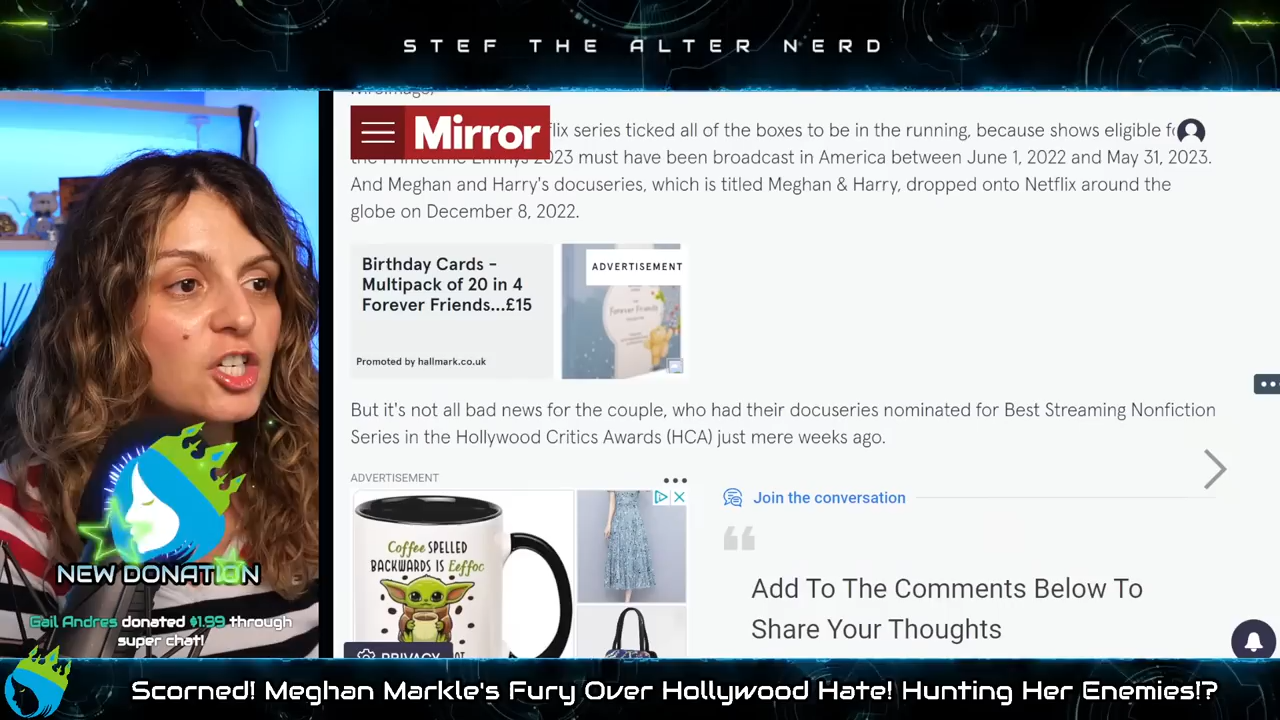 STEF THE ALTER NERD
WireImage)
Mirror
flix series ticked all of the boxes to be in the running, because shows eligible
the Primetime Emmys 2023 must have been broadcast in America between June 1, 2022 and May 31, 2023.
And Meghan and Harry's docuseries, which is titled Meghan & Harry, dropped onto Netflix around the
globe on December 8, 2022.
Birthday Cards -
Multipack of 20 in 4
Forever Friends...£15
Promoted by hallmark.co.uk
ADVERTISEMENT
Forever Friends
But it's not all bad news for the couple, who had their docuseries nominated for Best Streaming Nonfiction
Series in the Hollywood Critics Awards (HCA) just mere weeks ago.
ADVERTISEMENT
Coffee SPELLED
BACKWARDS IS Eeffoc
PRIVACY
Join the conversation
Add To The Comments Below To
Share Your Thoughts
NEW DONATION
Gail Andres donated $1.99 through
super chat!
Scorned! Meghan Markle's Fury Over Hollywood Hate! Hunting Her Enemies!?